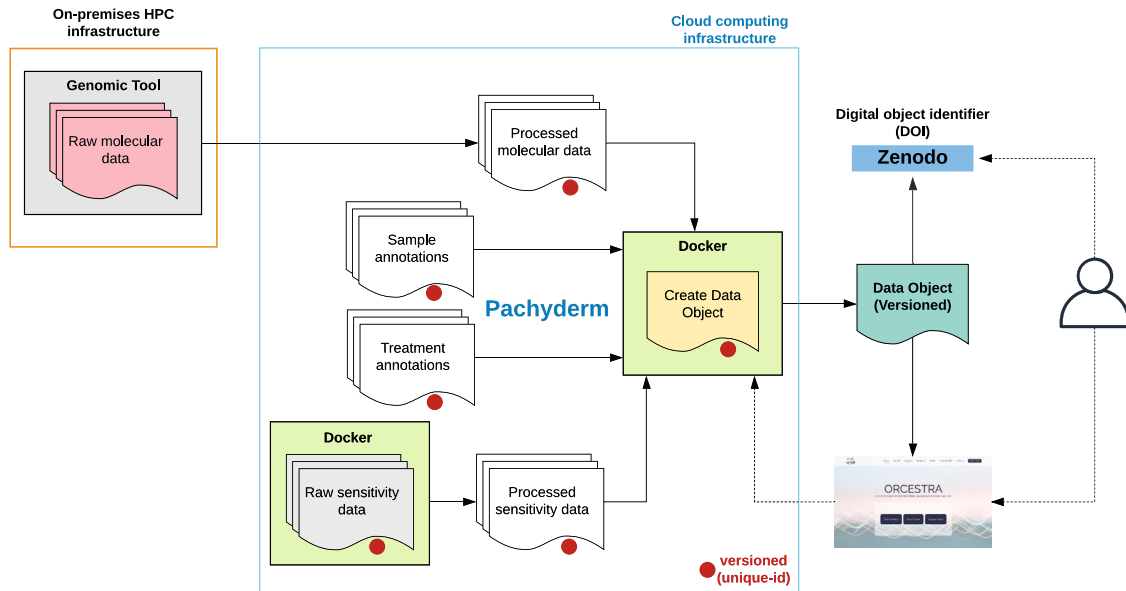 On-premises HPC
infrastructure
Cloud computing
infrastructure
Genomic Tool
Raw molecular
data
Processed
molecular data
Digital object identifier
(DOI)
Zenodo
Sample
annotations
Docker
Create Data
Object
Data Object
(Versioned)
Pachyderm
Treatment
annotations
Docker
Raw sensitivity
data
Processed
sensitivity data
ORCESTRA
versioned
(unique-id)